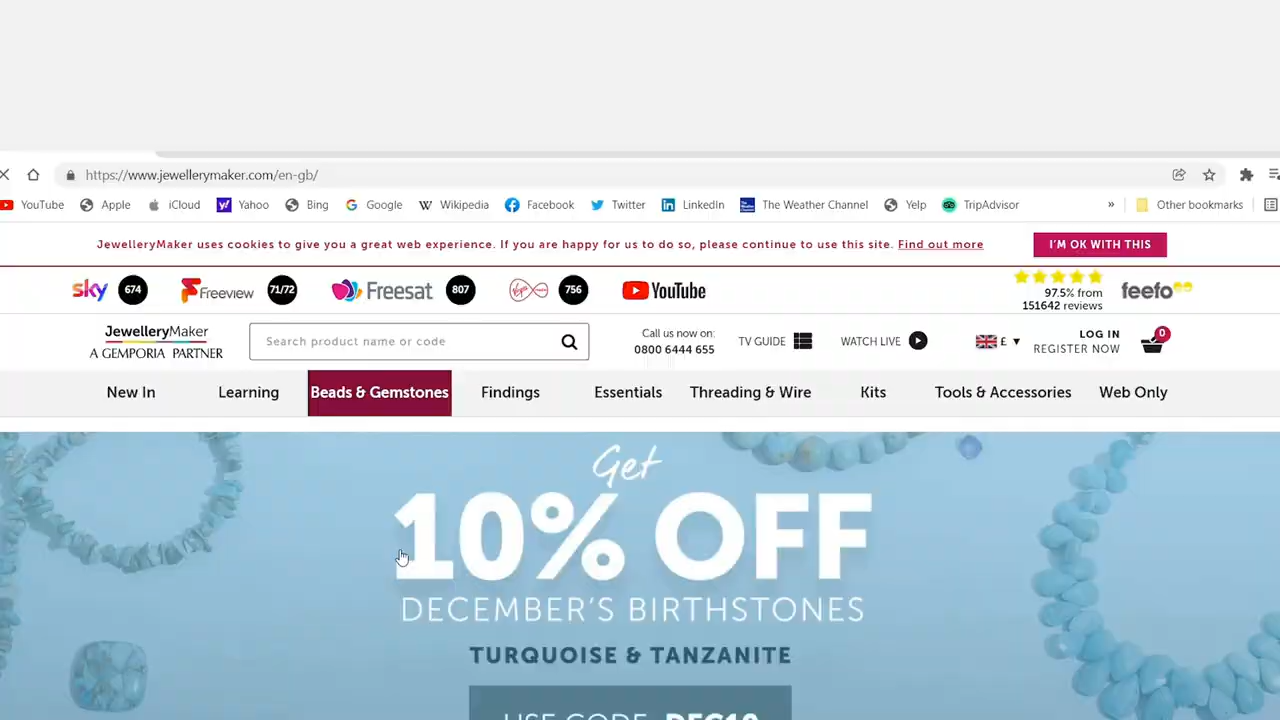 https://www.jewellerymaker.com/en-gb/
YouTube Apple iCloud Yahoo Bing Google Wikipedia Facebook Twitter LinkedIn The Weather Channel Yelp TripAdvisor » Other bookmarks
JewelleryMaker uses cookies to give you a great web experience. If you are happy for us to do so, please continue to use this site. Find out more I'M OK WITH THIS
sky 674 Freeview 71/72 Freesat 807 Virgin 756 YouTube
97.5% from
151642 reviews
feefo
JewelleryMaker
A GEMPORIA PARTNER
Search product name or code
Call us now on:
0800 6444 655
TV GUIDE WATCH LIVE £ ▼
LOG IN
REGISTER NOW
0
New In Learning Beads & Gemstones Findings Essentials Threading & Wire Kits Tools & Accessories Web Only
Get
10% OFF
DECEMBER'S BIRTHSTONES
TURQUOISE & TANZANITE
USE CODE DEC10